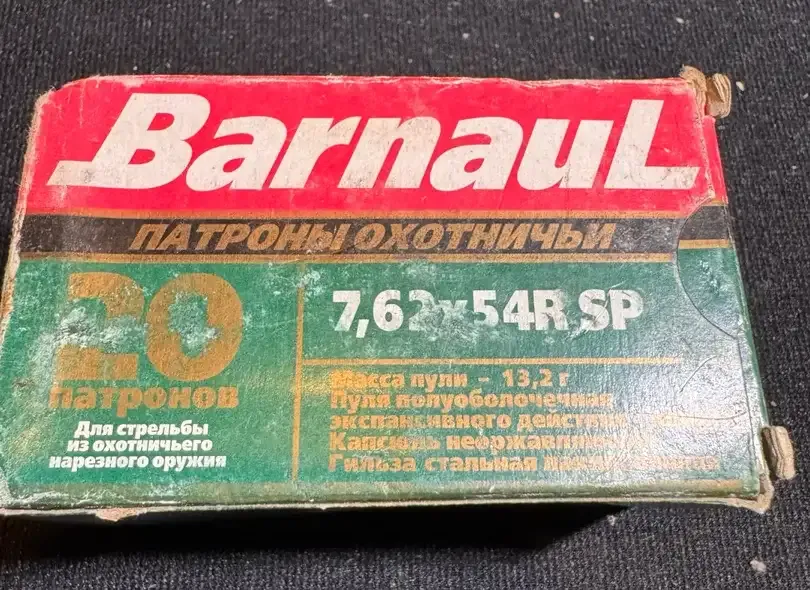 Barnaul
ПАТРОНЫ ОХОТНИЧЬИ
20
патронов
Для стрельбы
из охотничьего
нарезного оружия
7,62x54R SP
Масса пули - 13,2 г
Пуля полуоболочечная
экспансивного действия
Капсюль
Гильза стальная